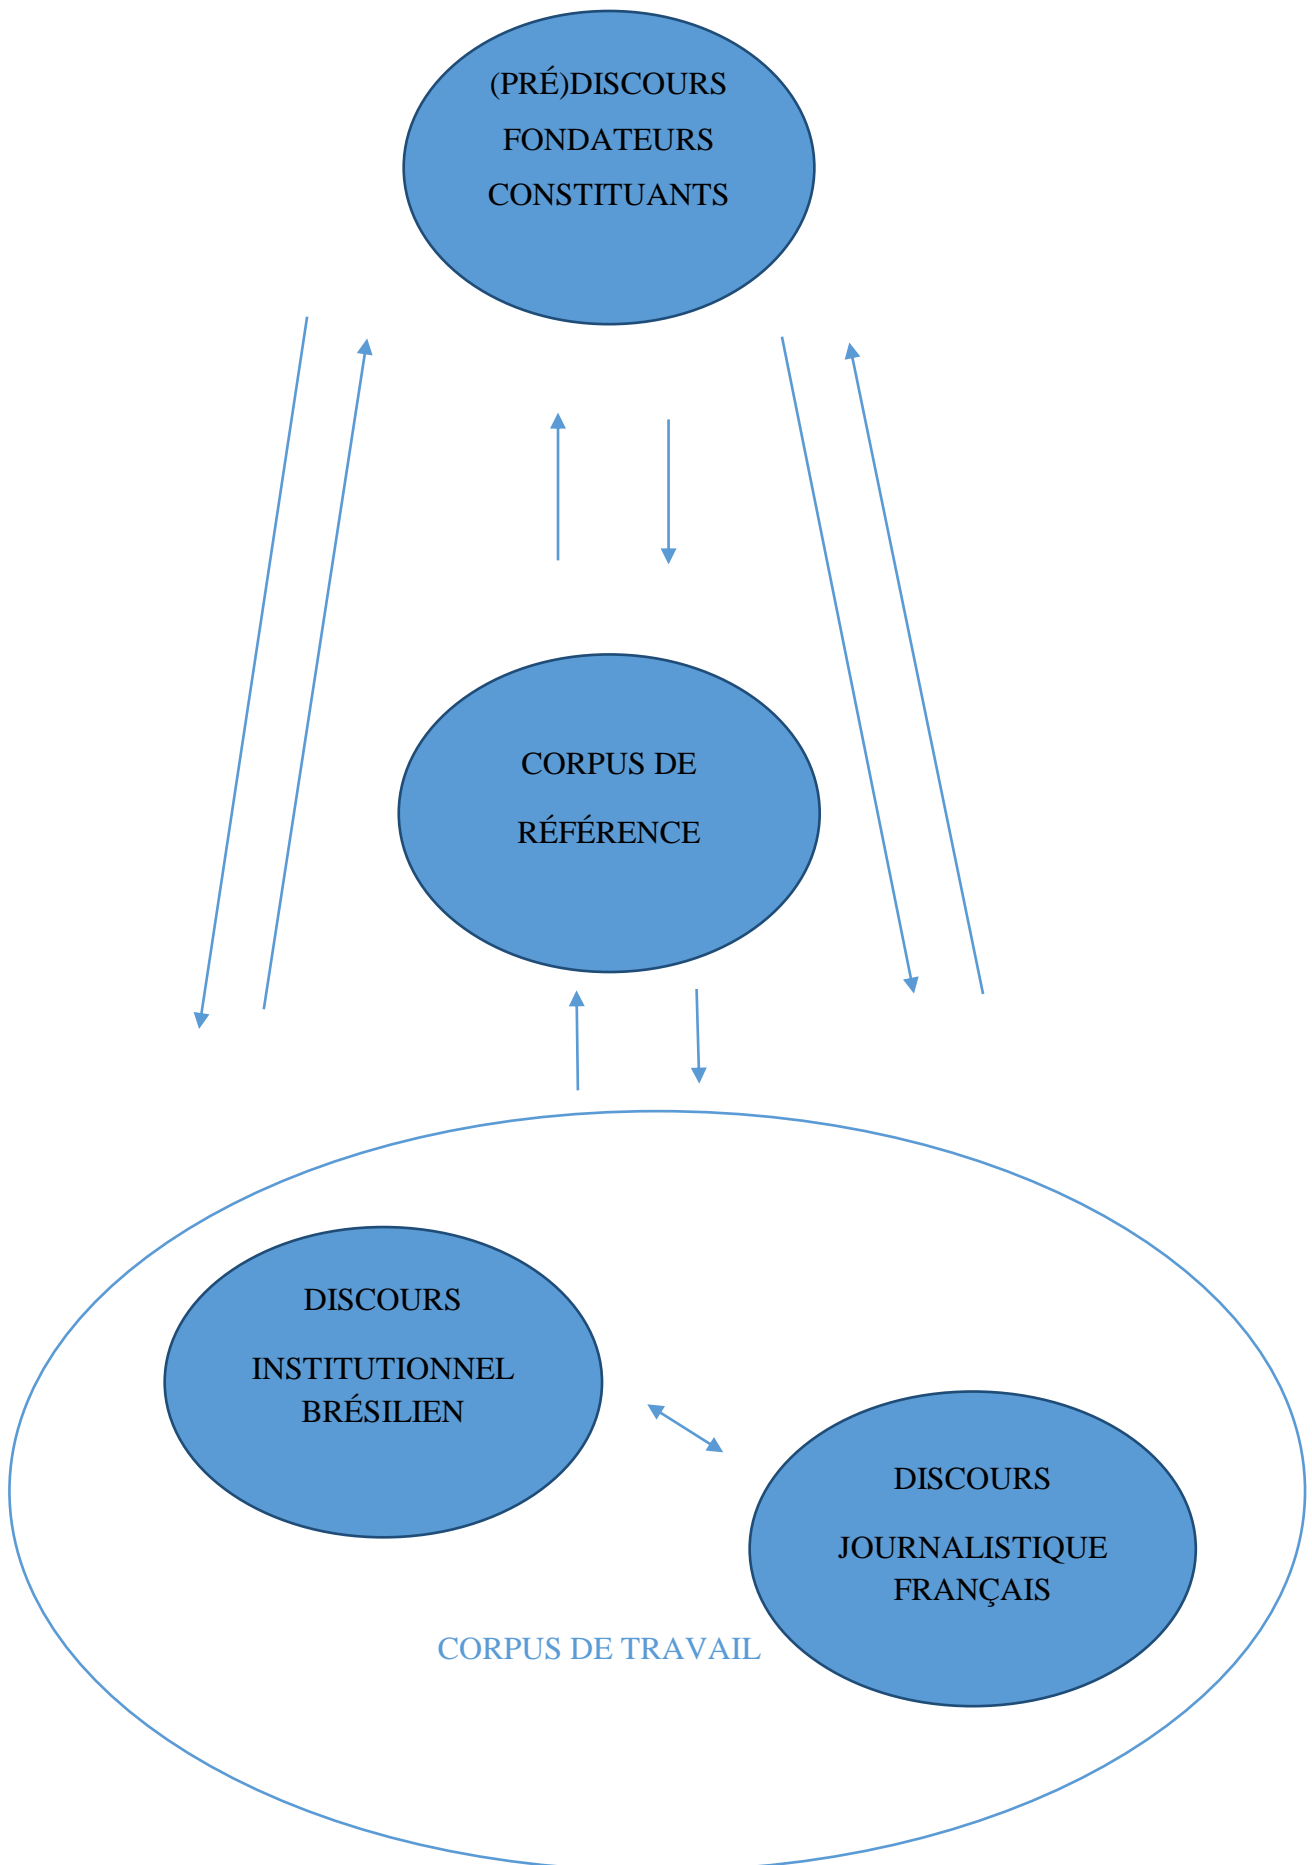 (PRÉ)DISCOURS
FONDATEURS
CONSTITUANTS
CORPUS DE
RÉFÉRENCE
DISCOURS
INSTITUTIONNEL
BRÉSILIEN
DISCOURS
JOURNALISTIQUE
FRANÇAIS
CORPUS DE TRAVAIL